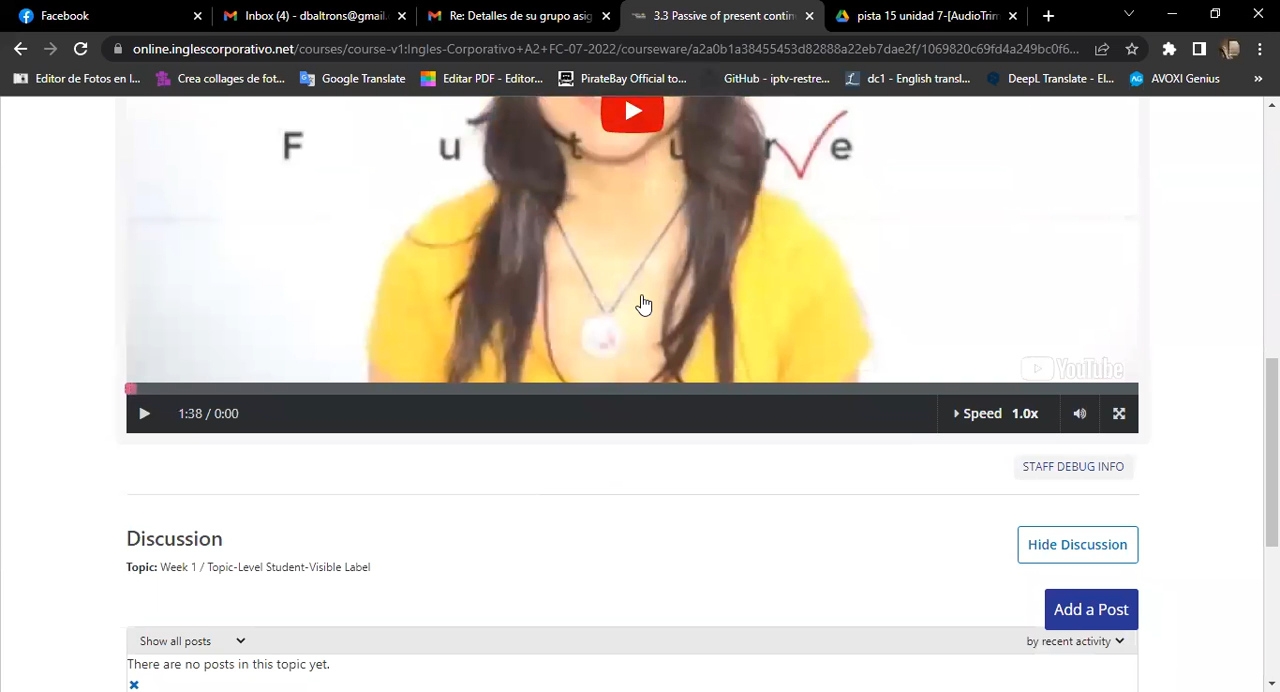 Facebook
Inbox (4) - dbaltrons@gmail.
Re: Detalles de su grupo asig
3.3 Passive of present contin
pista 15 unidad 7-[AudioTrim
online.inglescorporativo.net/courses/course-v1:Ingles-Corporativo+A2+FC-07-2022/courseware/a2a0b1a38455453d82888a22eb7dae2f/1069820c69fd4a249bc0f6...
Editor de Fotos en l...
Crea collages de fot...
Google Translate
Editar PDF - Editor...
PirateBay Official to...
GitHub - iptv-restre...
dc1 - English transl...
DeepL Translate - El...
AVOXI Genius
»
F u t u r e
YouTube
1:38 / 0:00
Speed 1.0x
STAFF DEBUG INFO
Discussion
Hide Discussion
Topic: Week 1 / Topic-Level Student-Visible Label
Add a Post
Show all posts
by recent activity
There are no posts in this topic yet.